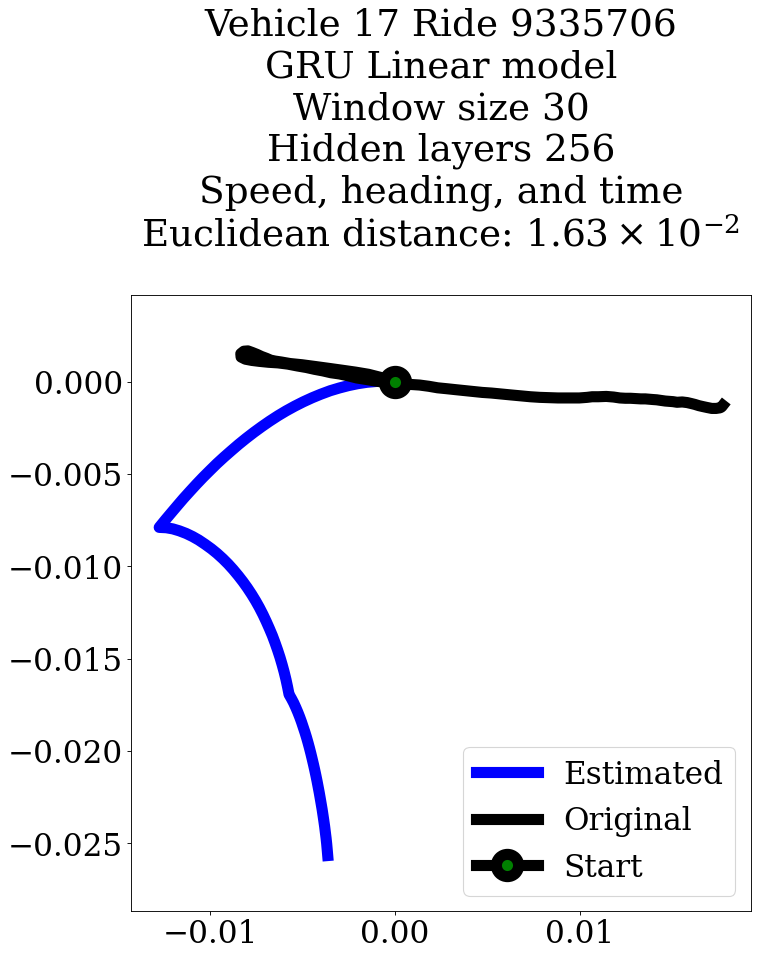 Vehicle 17 Ride 9335706
GRU Linear model
Window size 30
Hidden layers 256
Speed, heading, and time
Euclidean distance: 1.63 × 10⁻²
0.000
−0.005
−0.010
−0.015
−0.020
−0.025
Estimated
Original
Start
−0.01 0.00 0.01